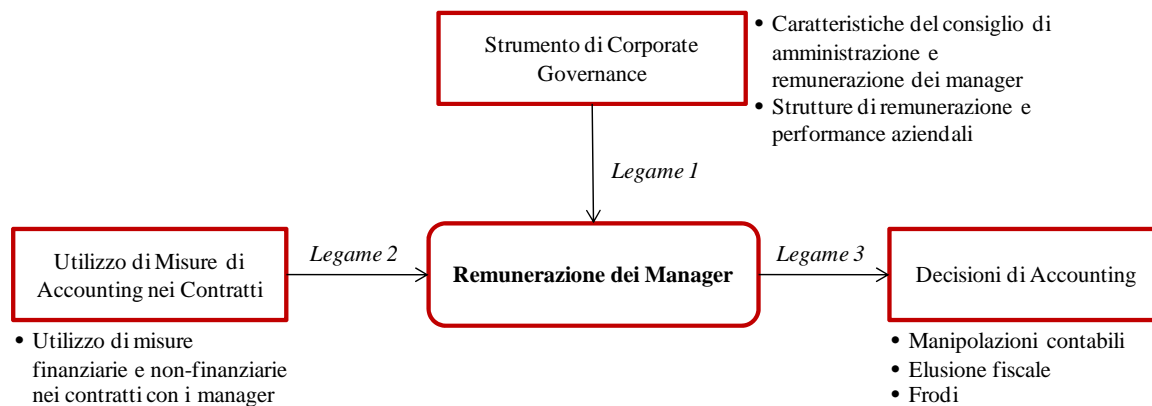 Strumento di Corporate
Governance
• Caratteristiche del consiglio di
amministrazione e
remunerazione dei manager
• Strutture di remunerazione e
performance aziendali
Legame 1
Utilizzo di Misure di
Accounting nei Contratti
Legame 2
Remunerazione dei Manager
Legame 3
Decisioni di Accounting
• Utilizzo di misure
finanziarie e non-finanziarie
nei contratti con i manager
• Manipolazioni contabili
• Elusione fiscale
• Frodi